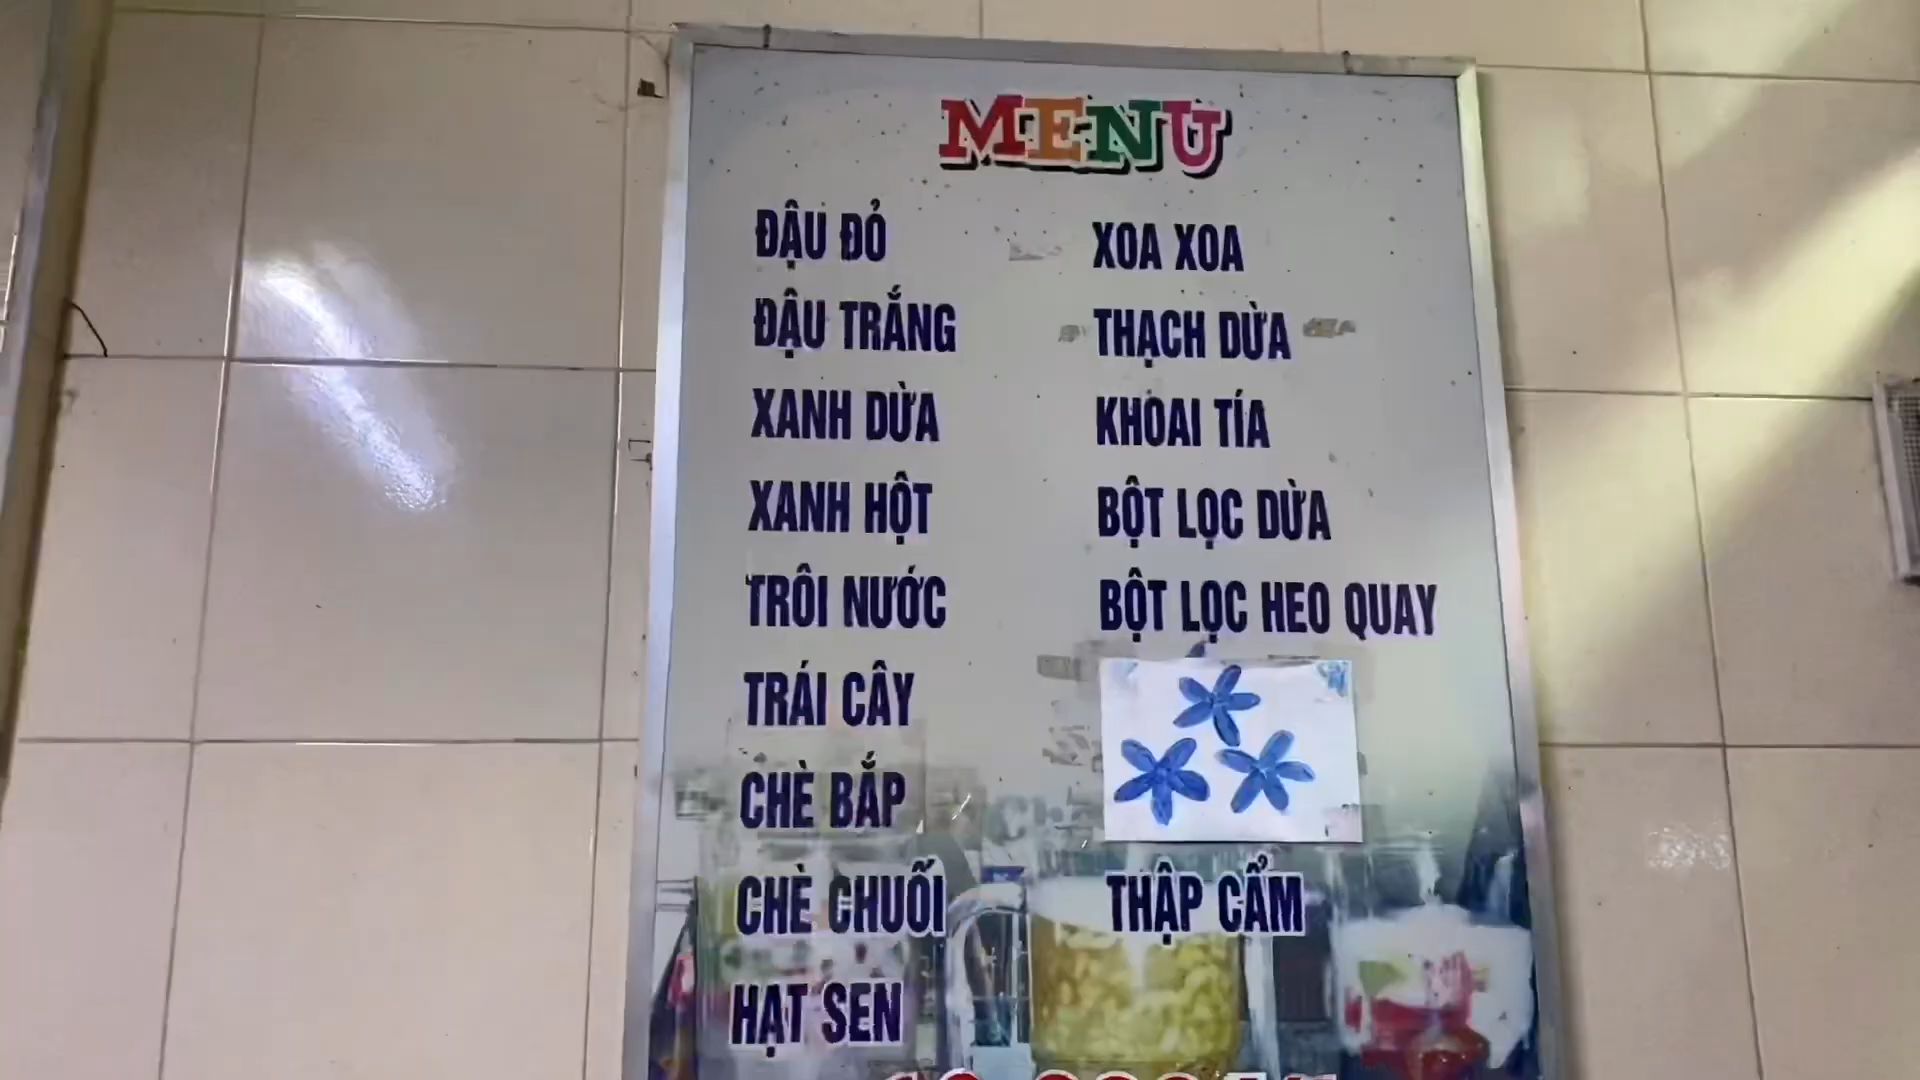 MENU
ĐẬU ĐỎ
ĐẬU TRẮNG
XANH DỪA
XANH HỘT
TRÔI NƯỚC
TRÁI CÂY
CHÈ BẮP
CHÈ CHUỐI
HẠT SEN
XOA XOA
THẠCH DỪA
KHOAI TÍA
BỘT LỌC DỪA
BỘT LỌC HEO QUAY
THẬP CẨM